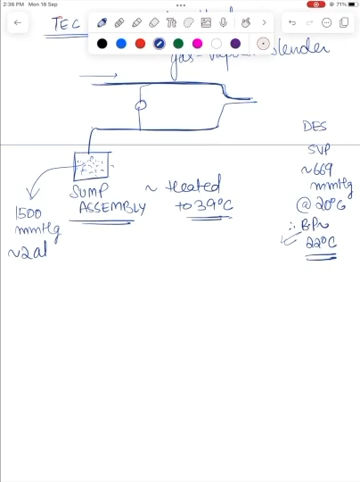 2:36 PM Mon 18 Sep
71%
TEC
gas-vapour blender
DES
SVP
~669
mmHg
@ 20°C
∴ BP~
22°C
SUMP
ASSEMBLY
~ Heated
to 39°C
1500
mmHg
~2at